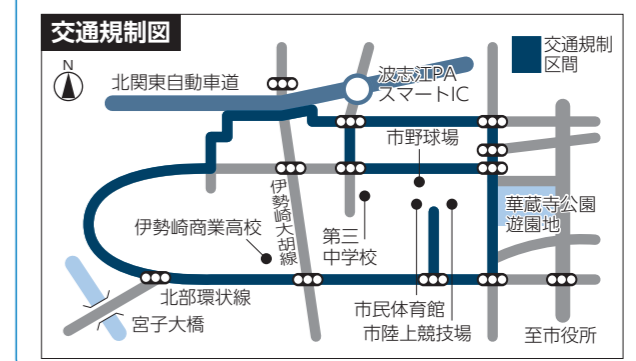 交通規制図
N
交通規制
区間
北関東自動車道
波志江PA
スマートIC
市野球場
伊勢崎大胡線
華蔵寺公園
遊園地
伊勢崎商業高校
第三
中学校
北部環状線
宮子大橋
市民体育館
市陸上競技場
至市役所